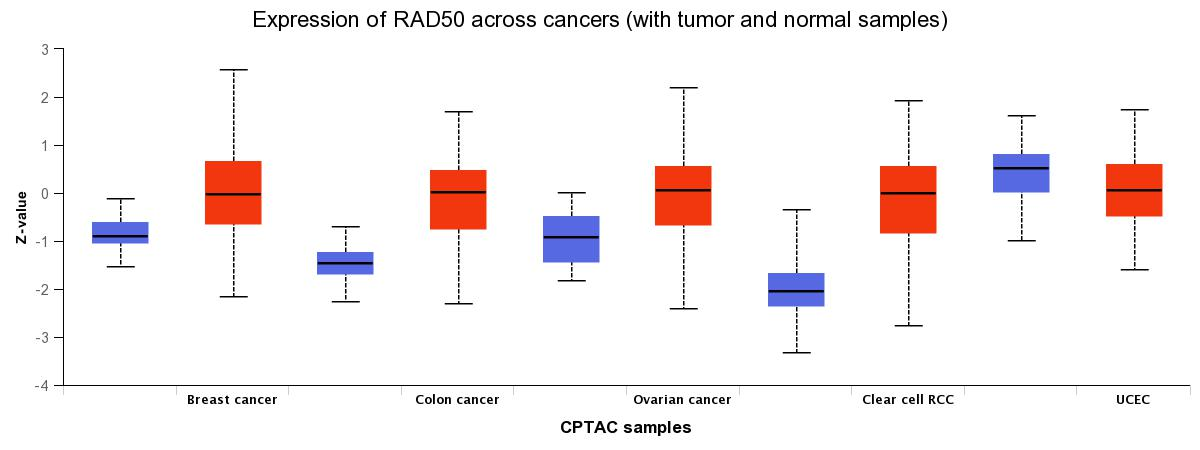 Expression of RAD50 across cancers (with tumor and normal samples)
3
2
1
0
-1
-2
-3
-4
Z-value
Breast cancer
Colon cancer
Ovarian cancer
Clear cell RCC
UCEC
CPTAC samples